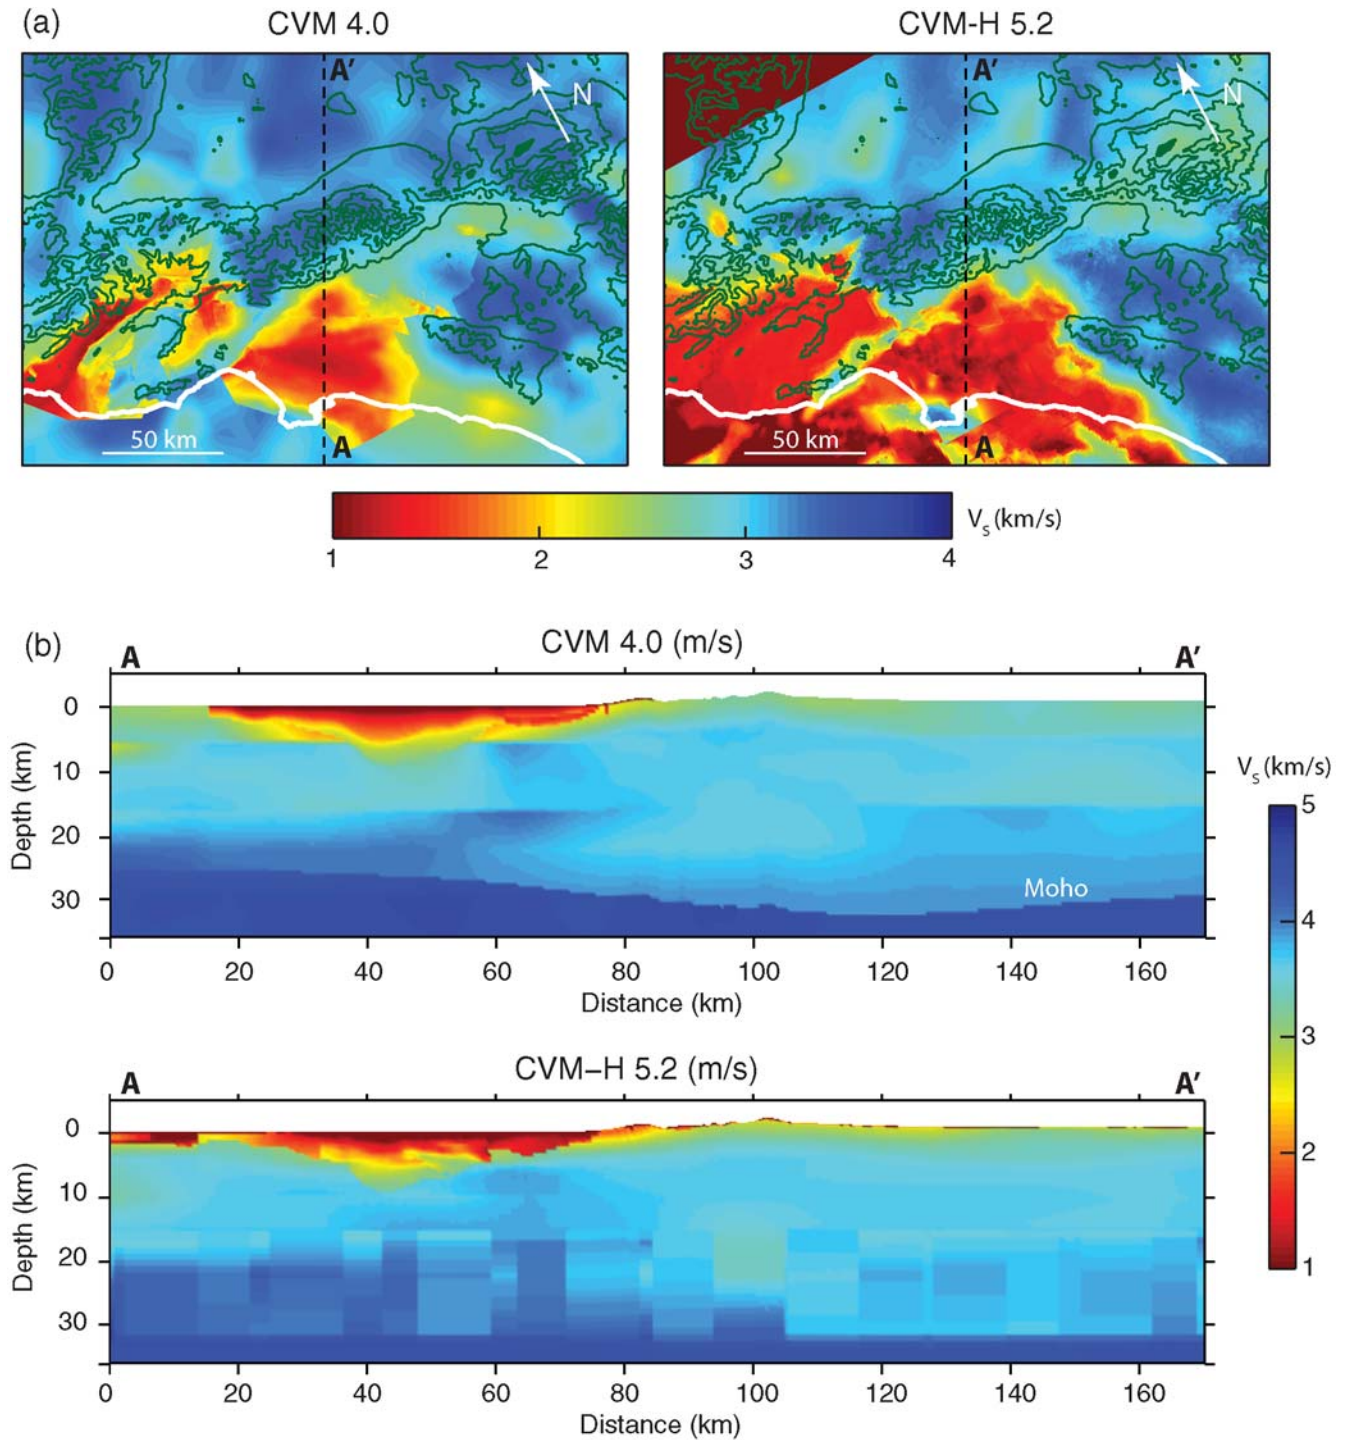 (a)
CVM 4.0
CVM-H 5.2
A'
N
50 km
A
A'
N
50 km
A
1 2 3 4
Vs (km/s)
(b)
CVM 4.0 (m/s)
A
A'
0
10
20
30
Depth (km)
Moho
0 20 40 60 80 100 120 140 160
Distance (km)
Vs (km/s)
5
4
3
2
1
CVM–H 5.2 (m/s)
A
A'
0
10
20
30
Depth (km)
0 20 40 60 80 100 120 140 160
Distance (km)